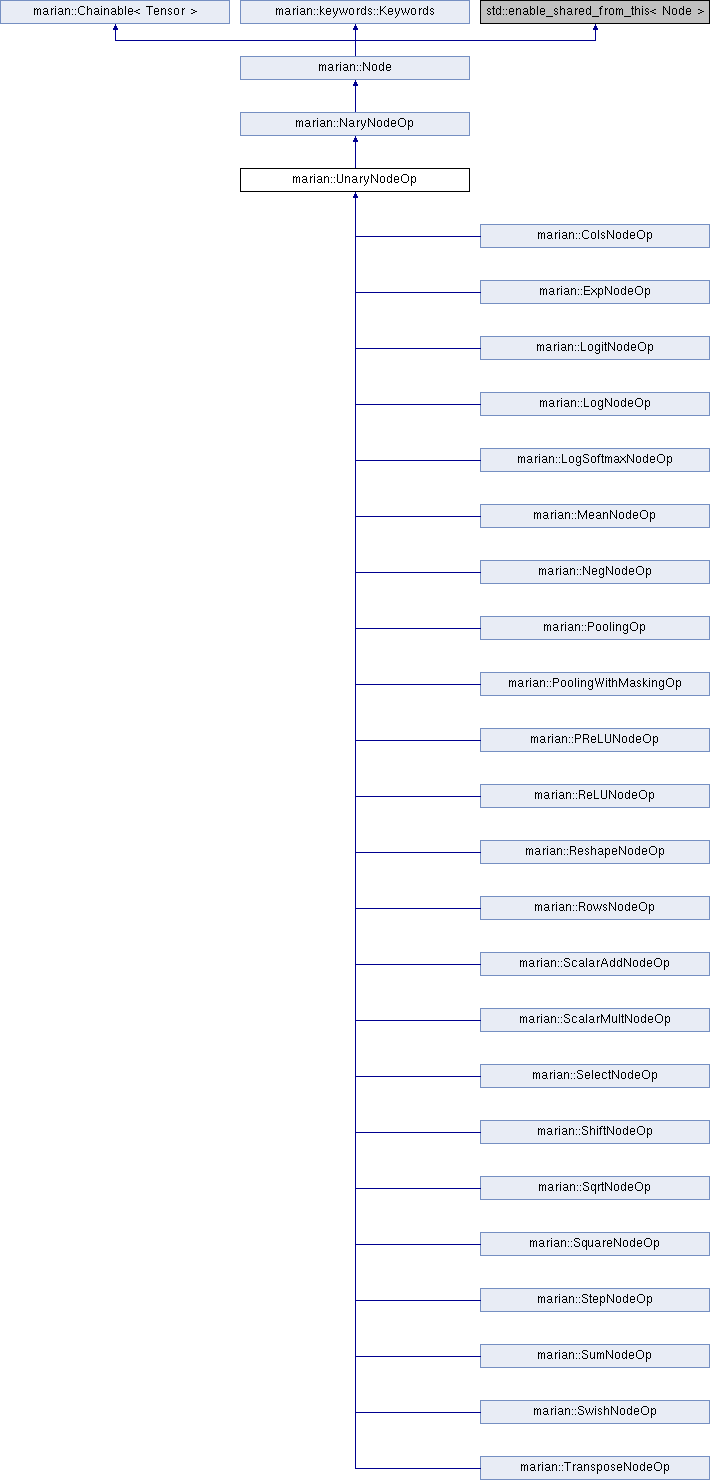 marian::Chainable< Tensor >
marian::keywords::Keywords
std::enable_shared_from_this< Node >
marian::Node
marian::NaryNodeOp
marian::UnaryNodeOp
marian::ColsNodeOp
marian::ExpNodeOp
marian::LogitNodeOp
marian::LogNodeOp
marian::LogSoftmaxNodeOp
marian::MeanNodeOp
marian::NegNodeOp
marian::PoolingOp
marian::PoolingWithMaskingOp
marian::PReLUNodeOp
marian::ReLUNodeOp
marian::ReshapeNodeOp
marian::RowsNodeOp
marian::ScalarAddNodeOp
marian::ScalarMultNodeOp
marian::SelectNodeOp
marian::ShiftNodeOp
marian::SqrtNodeOp
marian::SquareNodeOp
marian::StepNodeOp
marian::SumNodeOp
marian::SwishNodeOp
marian::TransposeNodeOp